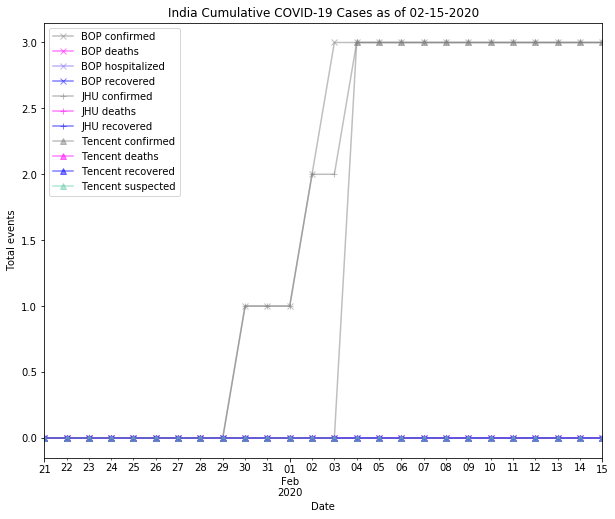 India Cumulative COVID-19 Cases as of 02-15-2020
BOP confirmed
BOP deaths
BOP hospitalized
BOP recovered
JHU confirmed
JHU deaths
JHU recovered
Tencent confirmed
Tencent deaths
Tencent recovered
Tencent suspected
3.0
2.5
2.0
1.5
1.0
0.5
0.0
Total events
21 22 23 24 25 26 27 28 29 30 31 01 02 03 04 05 06 07 08 09 10 11 12 13 14 15
Feb
2020
Date